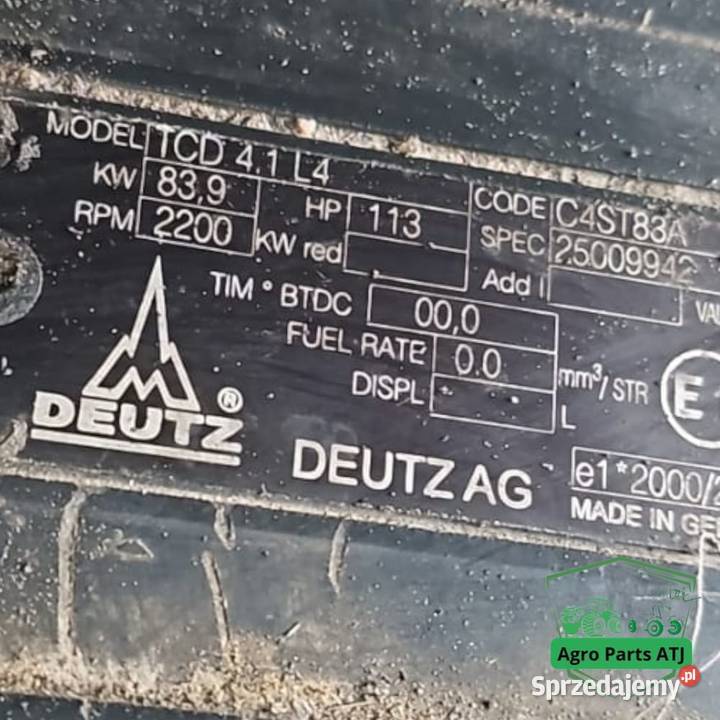 MODEL TCD 4.1 L4
KW 83,9 HP 113 CODE C4ST83A
RPM 2200 KW red SPEC 25009942
Add I
TIM ° BTDC 00,0
FUEL RATE 0.0 mm³/STR
DISPL L
E
DEUTZ ®
DEUTZ AG
e1*2000/
MADE IN
Agro Parts ATJ
Sprzedajemy.pl